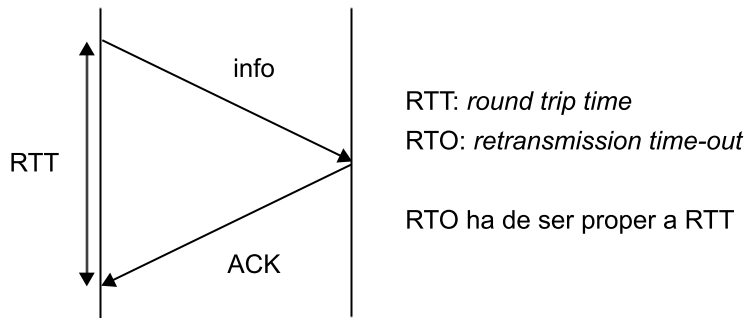 info
RTT
ACK
RTT: round trip time
RTO: retransmission time-out
RTO ha de ser proper a RTT